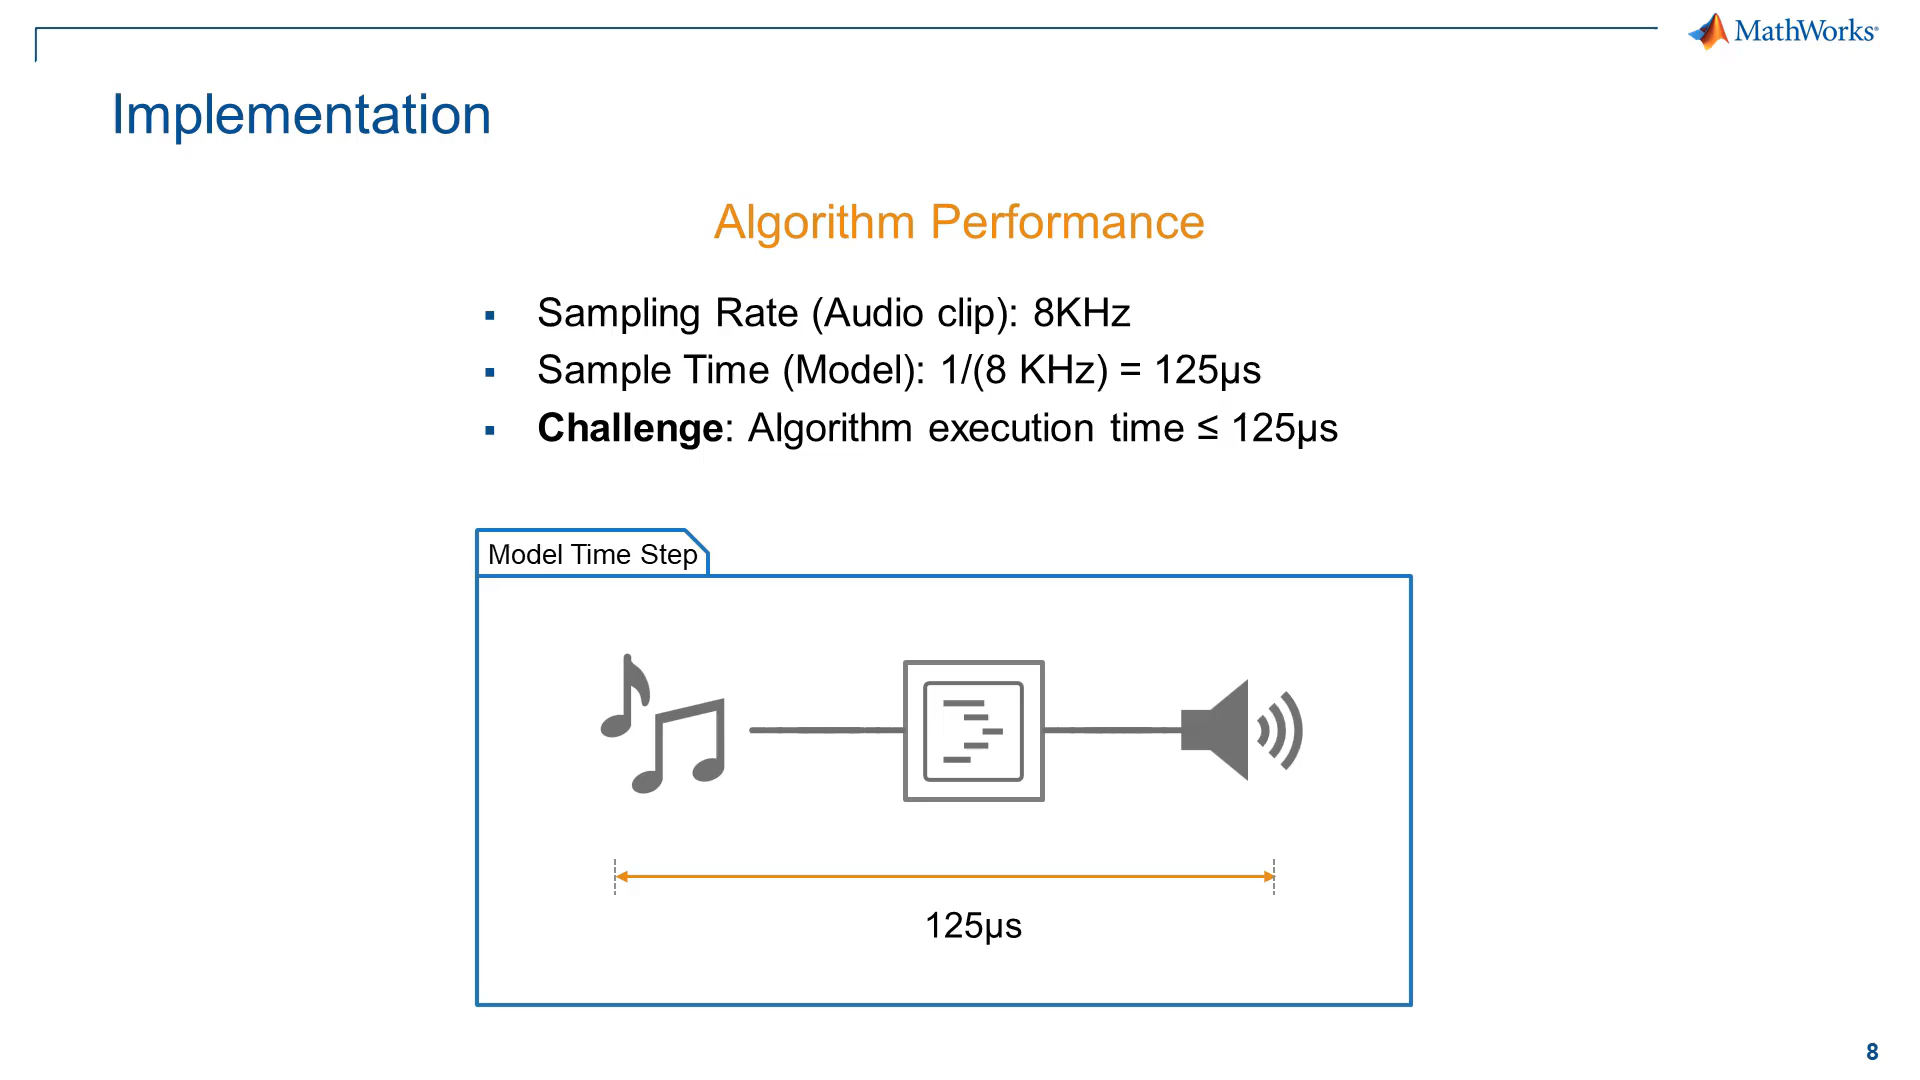 MathWorks®
Implementation
Algorithm Performance
▪ Sampling Rate (Audio clip): 8KHz
▪ Sample Time (Model): 1/(8 KHz) = 125µs
▪ Challenge: Algorithm execution time ≤ 125µs
Model Time Step
125µs
8